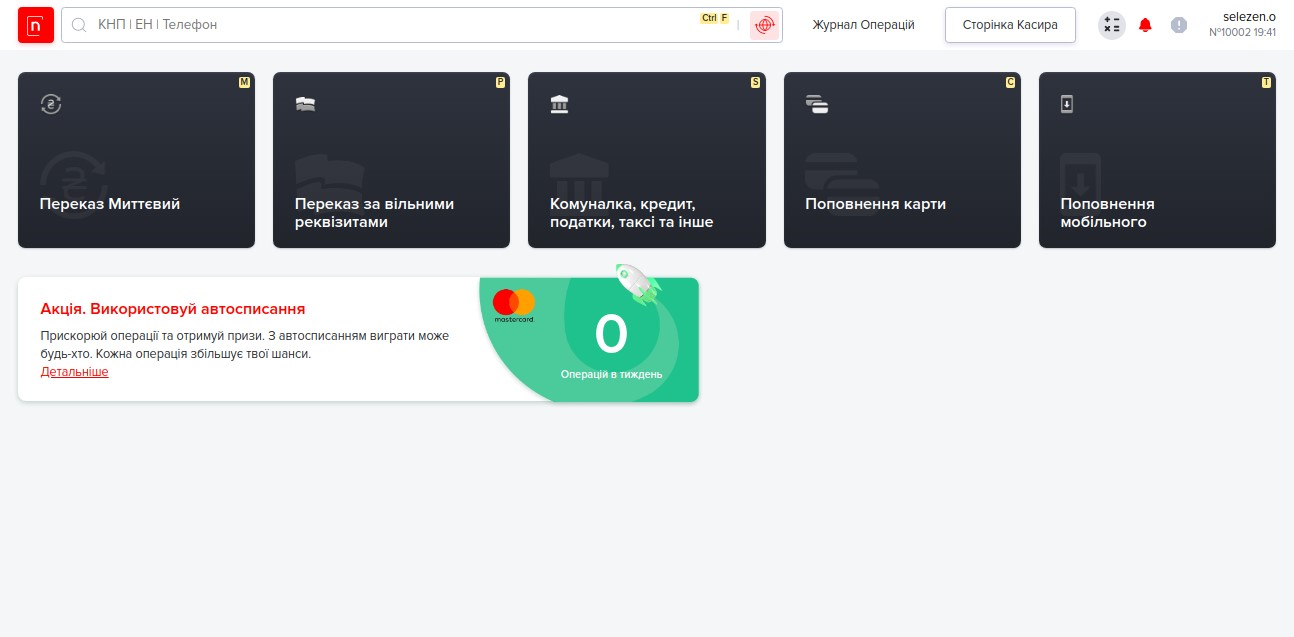 n
КНП | ЕН | Телефон
Ctrl F
Журнал Операцій
Сторінка Касира
selezen.o
№10002 19:41
M
P
S
C
T
Переказ Миттєвий
Переказ за вільними
реквізитами
Комуналка, кредит,
податки, таксі та інше
Поповнення карти
Поповнення
мобільного
Акція. Використовуй автосписання
Прискорюй операції та отримуй призи. З автосписанням виграти може
будь-хто. Кожна операція збільшує твої шанси.
Детальніше
mastercard.
0
Операцій в тиждень